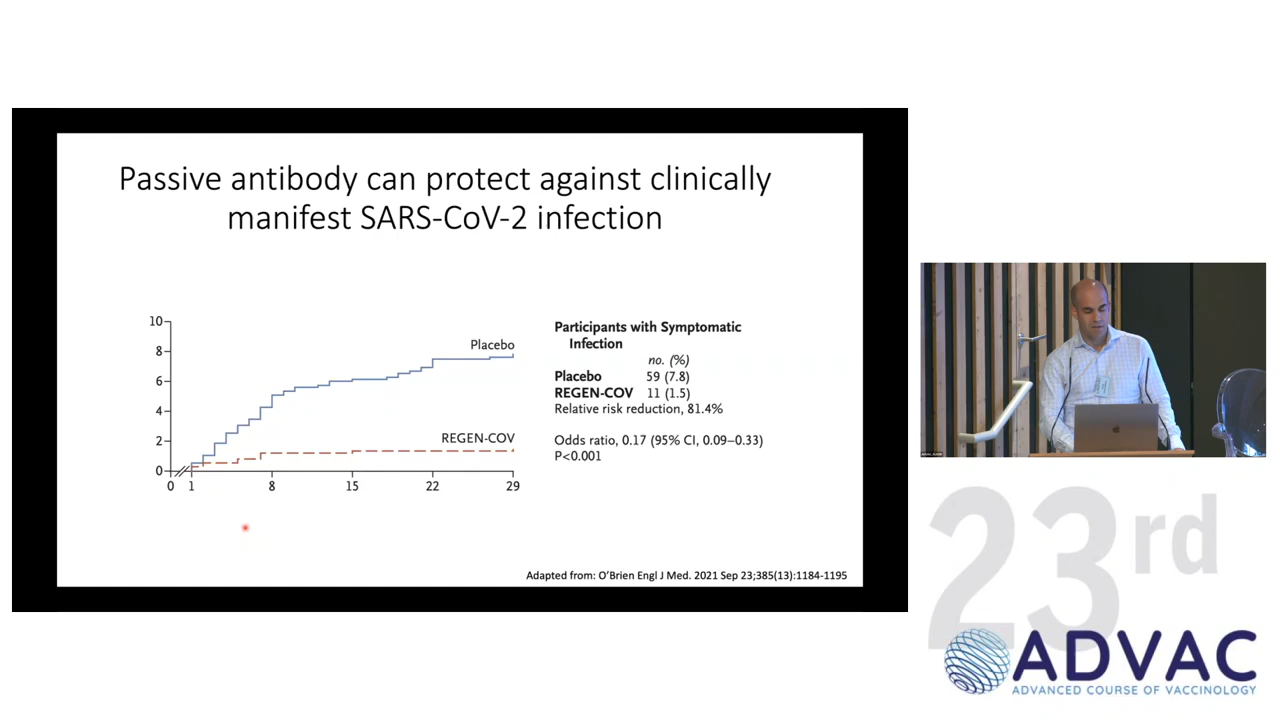 Passive antibody can protect against clinically
manifest SARS-CoV-2 infection
10
8
6
4
2
0
0 1 8 15 22 29
Placebo
REGEN-COV
Participants with Symptomatic
Infection
no. (%)
Placebo 59 (7.8)
REGEN-COV 11 (1.5)
Relative risk reduction, 81.4%
Odds ratio, 0.17 (95% CI, 0.09–0.33)
P<0.001
Adapted from: O'Brien Engl J Med. 2021 Sep 23;385(13):1184-1195
23rd
ADVAC
ADVANCED COURSE OF VACCINOLOGY